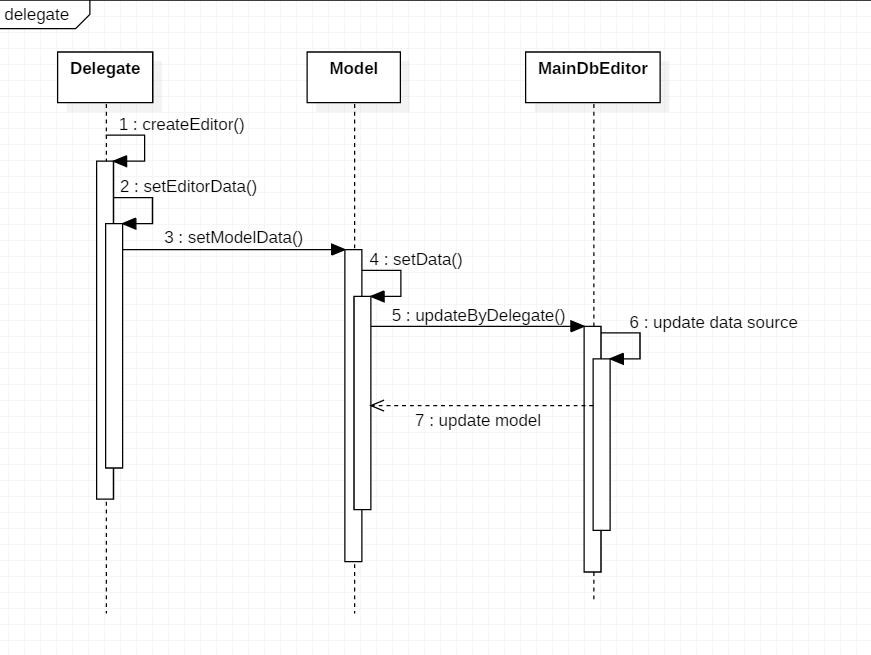 delegate
Delegate
Model
MainDbEditor
1 : createEditor()
2 : setEditorData()
3 : setModelData()
4 : setData()
5 : updateByDelegate()
6 : update data source
7 : update model